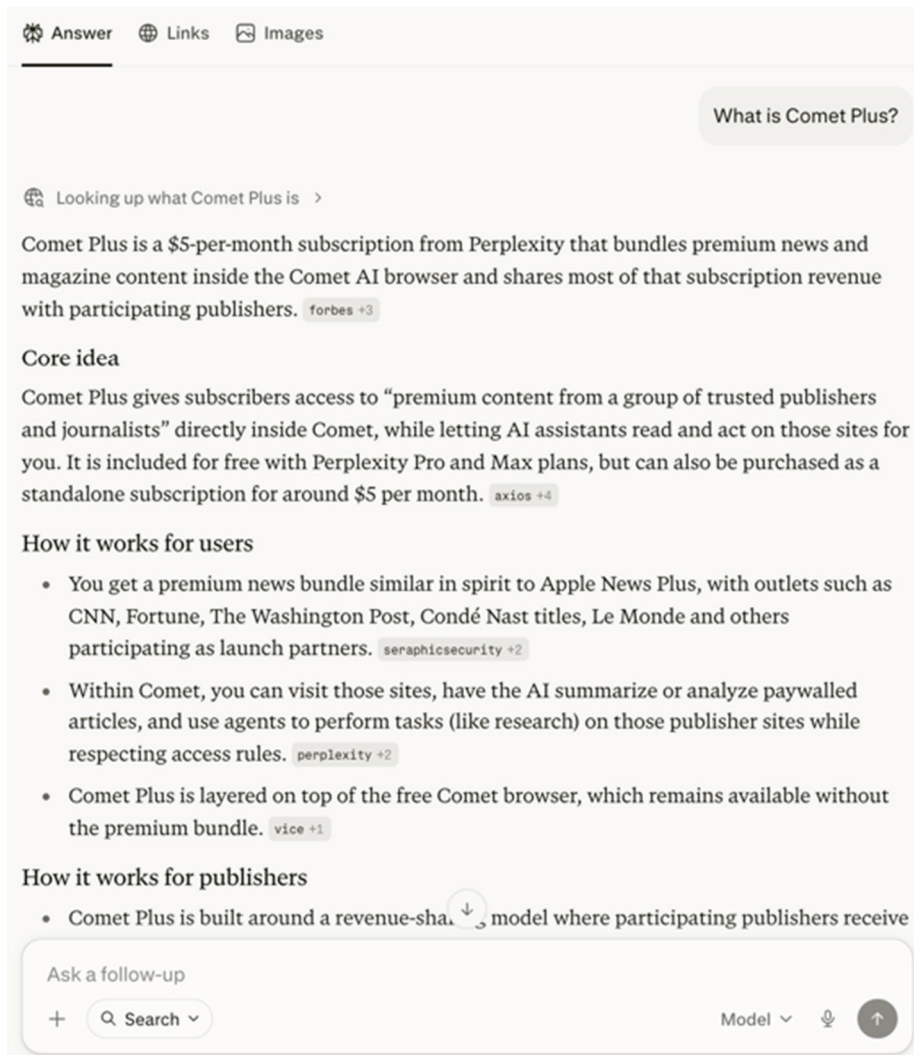 Answer Links Images
What is Comet Plus?
Looking up what Comet Plus is >
Comet Plus is a $5-per-month subscription from Perplexity that bundles premium news and
magazine content inside the Comet AI browser and shares most of that subscription revenue
with participating publishers. forbes +3
Core idea
Comet Plus gives subscribers access to “premium content from a group of trusted publishers
and journalists” directly inside Comet, while letting AI assistants read and act on those sites for
you. It is included for free with Perplexity Pro and Max plans, but can also be purchased as a
standalone subscription for around $5 per month. axios +4
How it works for users
• You get a premium news bundle similar in spirit to Apple News Plus, with outlets such as
CNN, Fortune, The Washington Post, Condé Nast titles, Le Monde and others
participating as launch partners. seraphicsecurity +2
• Within Comet, you can visit those sites, have the AI summarize or analyze paywalled
articles, and use agents to perform tasks (like research) on those publisher sites while
respecting access rules. perplexity +2
• Comet Plus is layered on top of the free Comet browser, which remains available without
the premium bundle. vice +1
How it works for publishers
• Comet Plus is built around a model where participating publishers receive
Ask a follow-up
+ Search Model